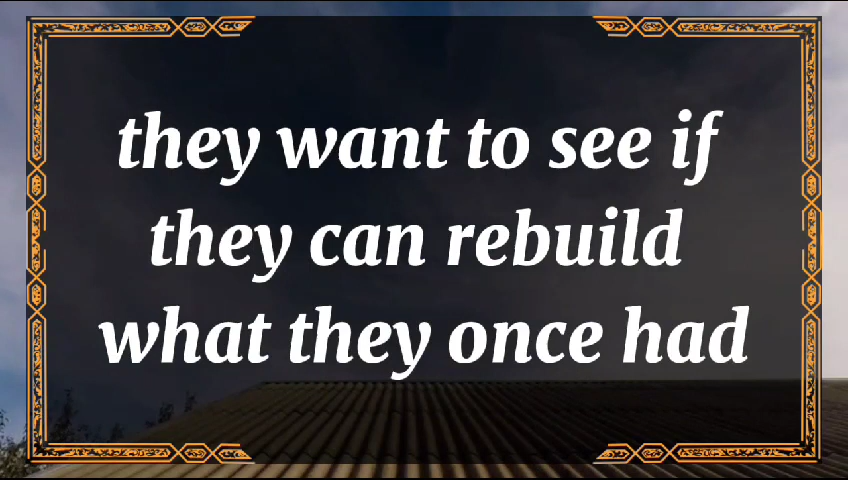 they want to see if
they can rebuild
what they once had